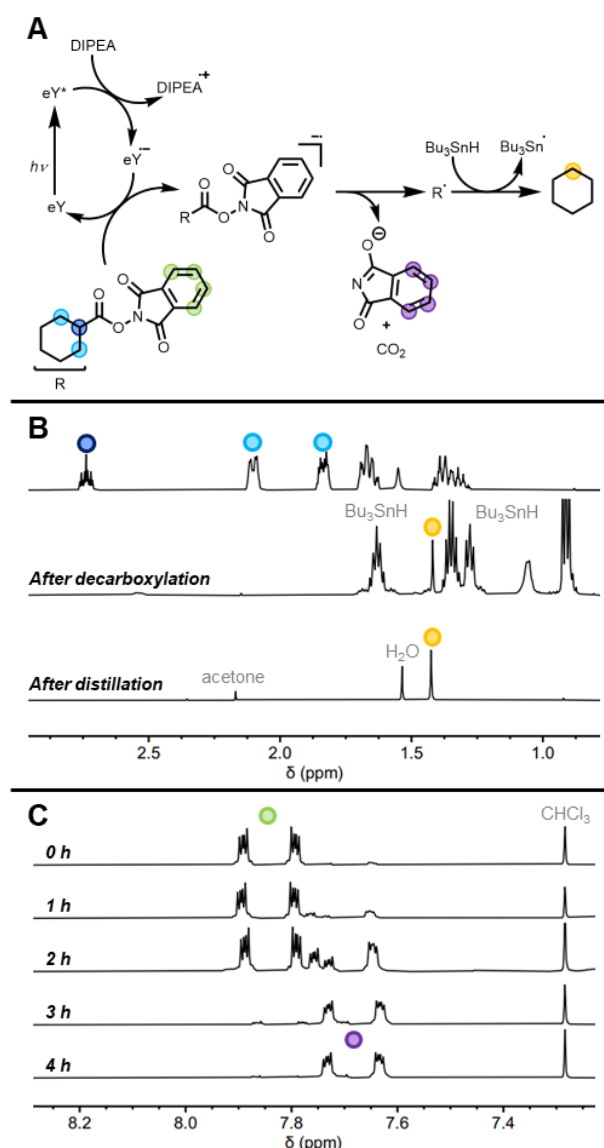 A
DIPEA
eY*
DIPEA•+
eY•−
hν
eY
Bu3SnH
Bu3Sn•
R•
−•
O
O
N
R
O
O
O
⊖
N
O
+
CO2
O
O
O
N
O
R
B
Bu3SnH
Bu3SnH
After decarboxylation
After distillation
acetone
H2O
2.5
2.0
1.5
1.0
δ (ppm)
C
CHCl3
0 h
1 h
2 h
3 h
4 h
8.2
8.0
7.8
7.6
7.4
δ (ppm)